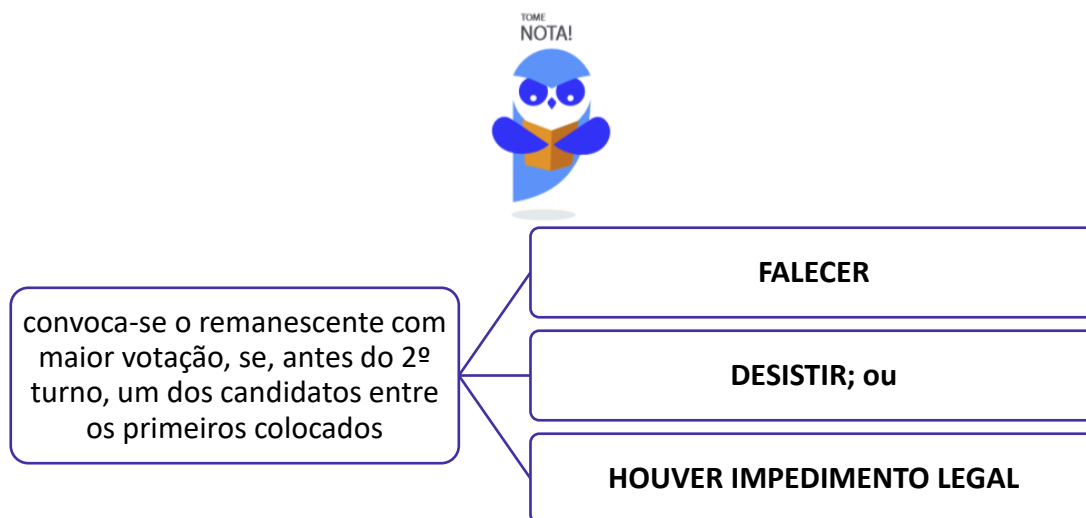 TOME
NOTA!
convoca-se o remanescente com
maior votação, se, antes do 2º
turno, um dos candidatos entre
os primeiros colocados
FALECER
DESISTIR; ou
HOUVER IMPEDIMENTO LEGAL